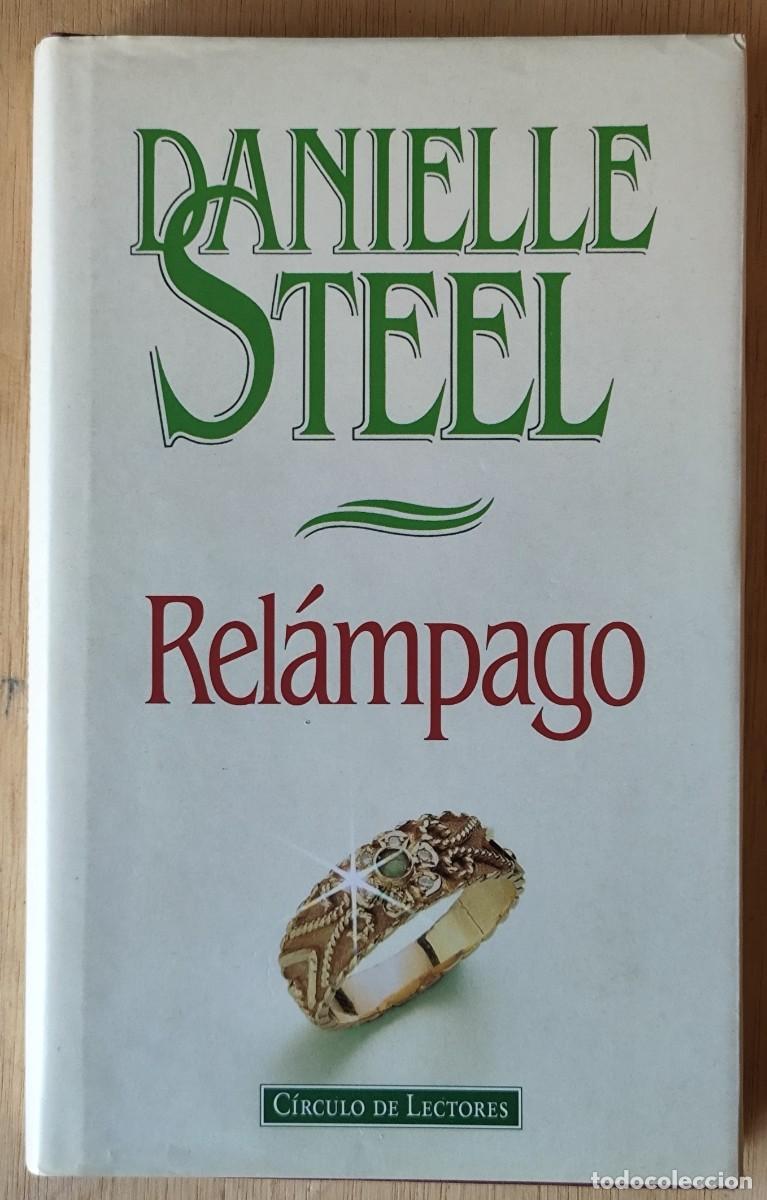 DANIELLE
STEEL
Relámpago
CÍRCULO DE LECTORES
todocoleccion